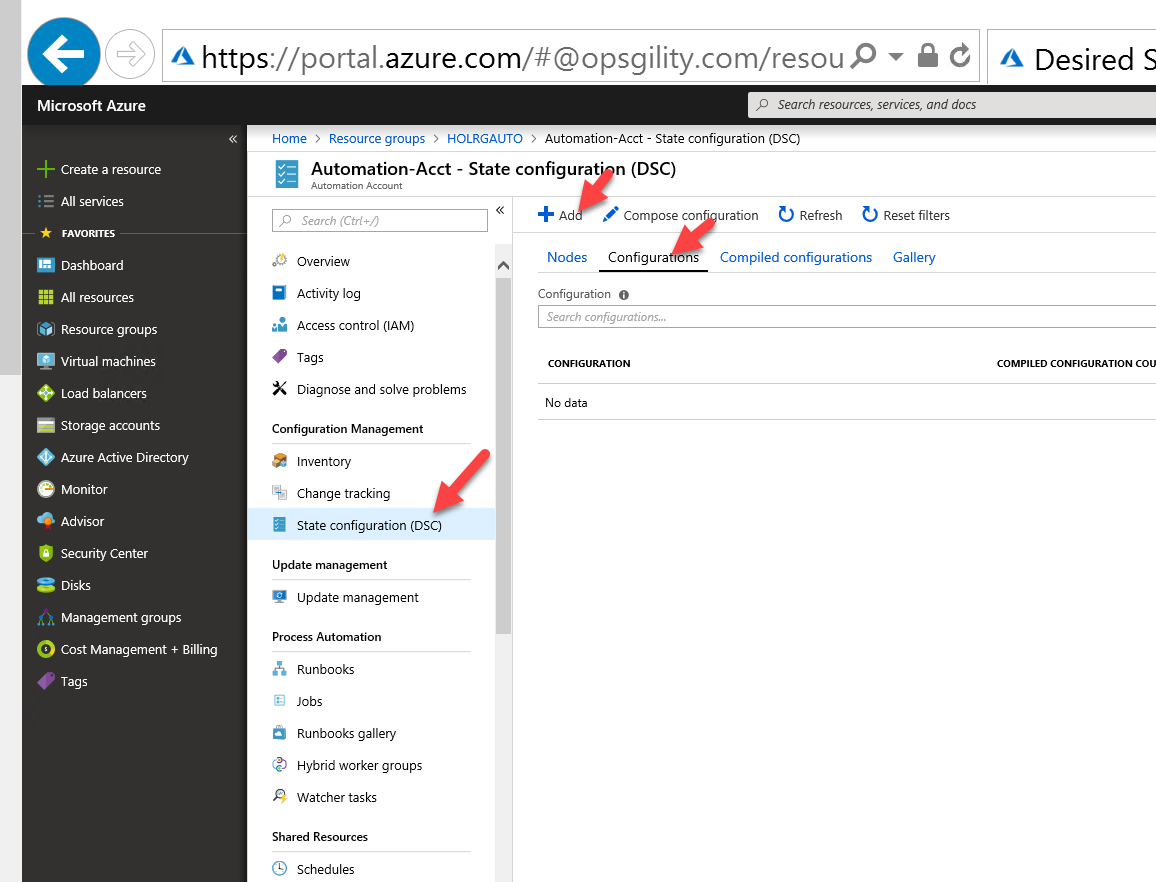 https://portal.azure.com/#@opsgility.com/resou
Desired S
Microsoft Azure
Search resources, services, and docs
«
Create a resource
All services
FAVORITES
Dashboard
All resources
Resource groups
Virtual machines
Load balancers
Storage accounts
Azure Active Directory
Monitor
Advisor
Security Center
Disks
Management groups
Cost Management + Billing
Tags
Home > Resource groups > HOLRGAUTO > Automation-Acct - State configuration (DSC)
Automation-Acct - State configuration (DSC)
Automation Account
Search (Ctrl+/)
«
Overview
Activity log
Access control (IAM)
Tags
Diagnose and solve problems
Configuration Management
Inventory
Change tracking
State configuration (DSC)
Update management
Update management
Process Automation
Runbooks
Jobs
Runbooks gallery
Hybrid worker groups
Watcher tasks
Shared Resources
Schedules
Add
Compose configuration
Refresh
Reset filters
Nodes
Configurations
Compiled configurations
Gallery
Configuration
Search configurations...
CONFIGURATION
COMPILED CONFIGURATION COU
No data